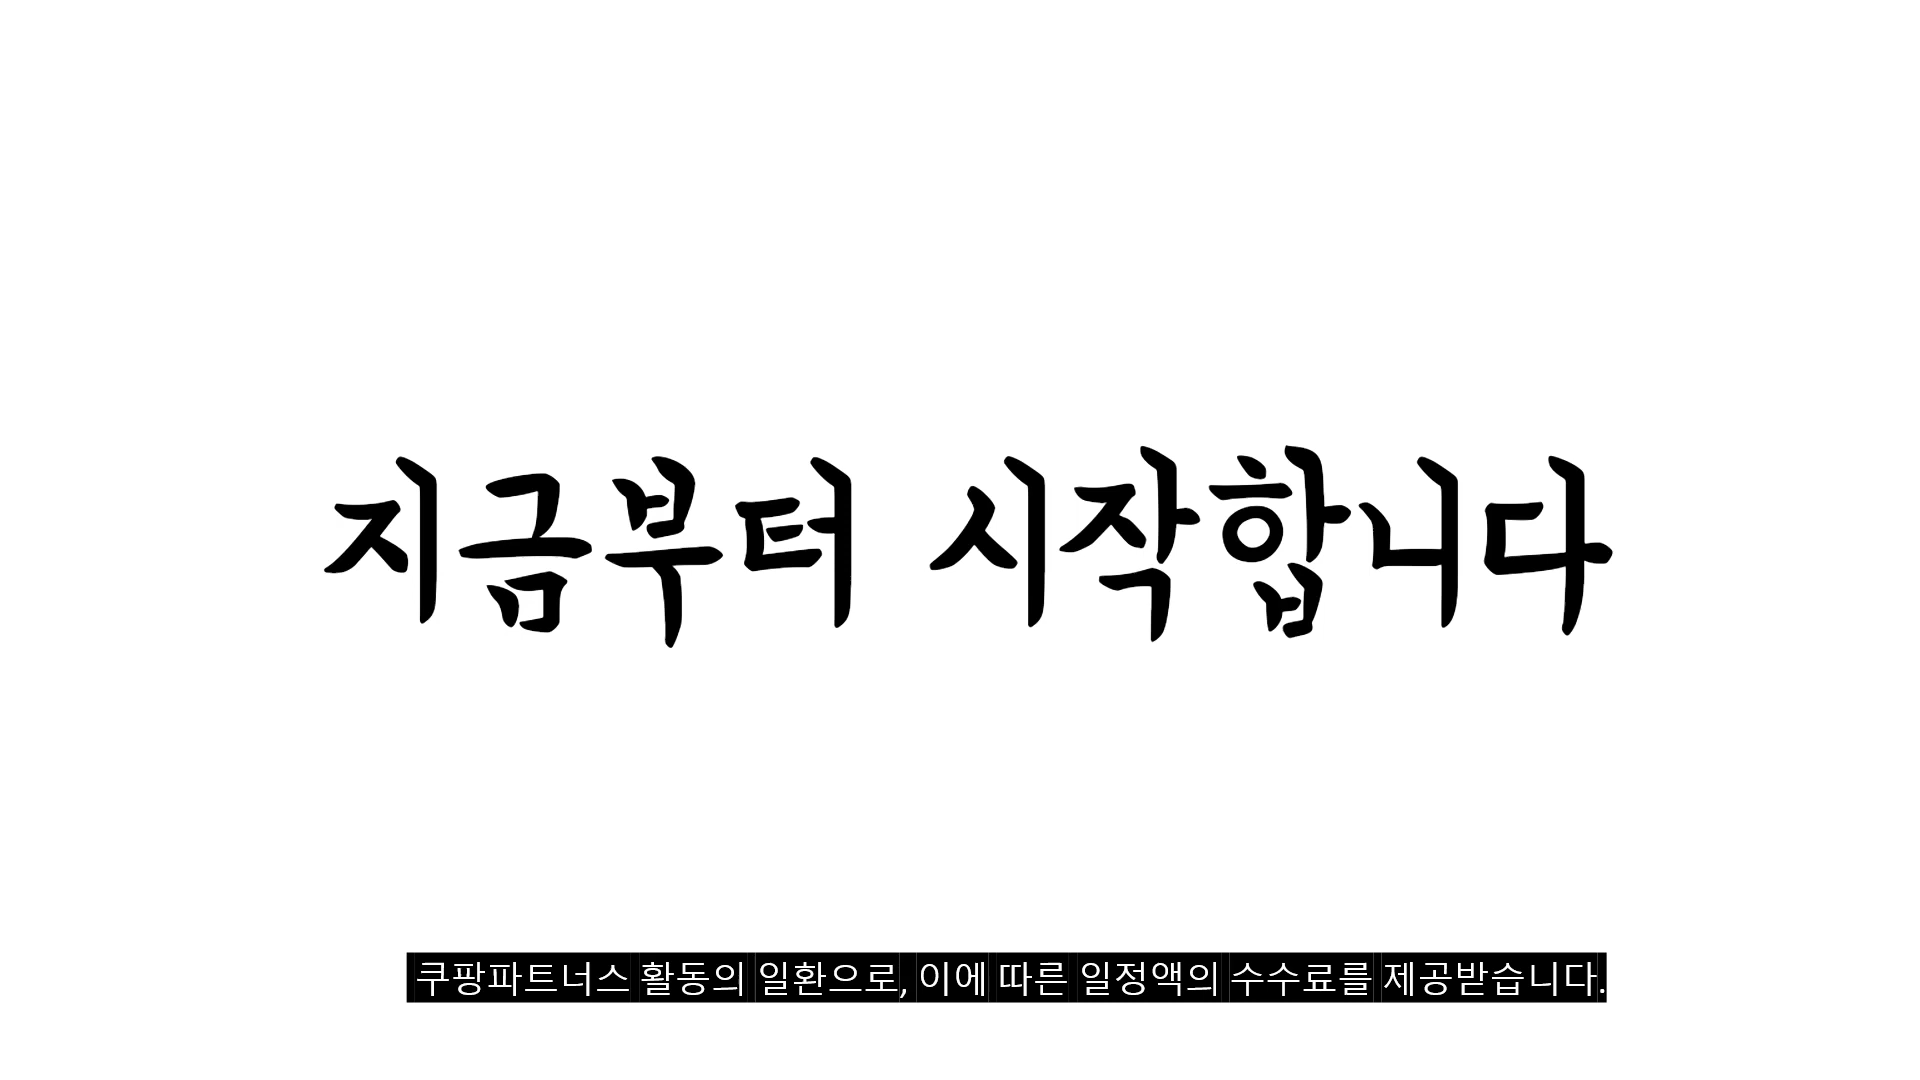 지금부터 시작합니다
쿠팡파트너스 활동의 일환으로, 이에 따른 일정액의 수수료를 제공받습니다.